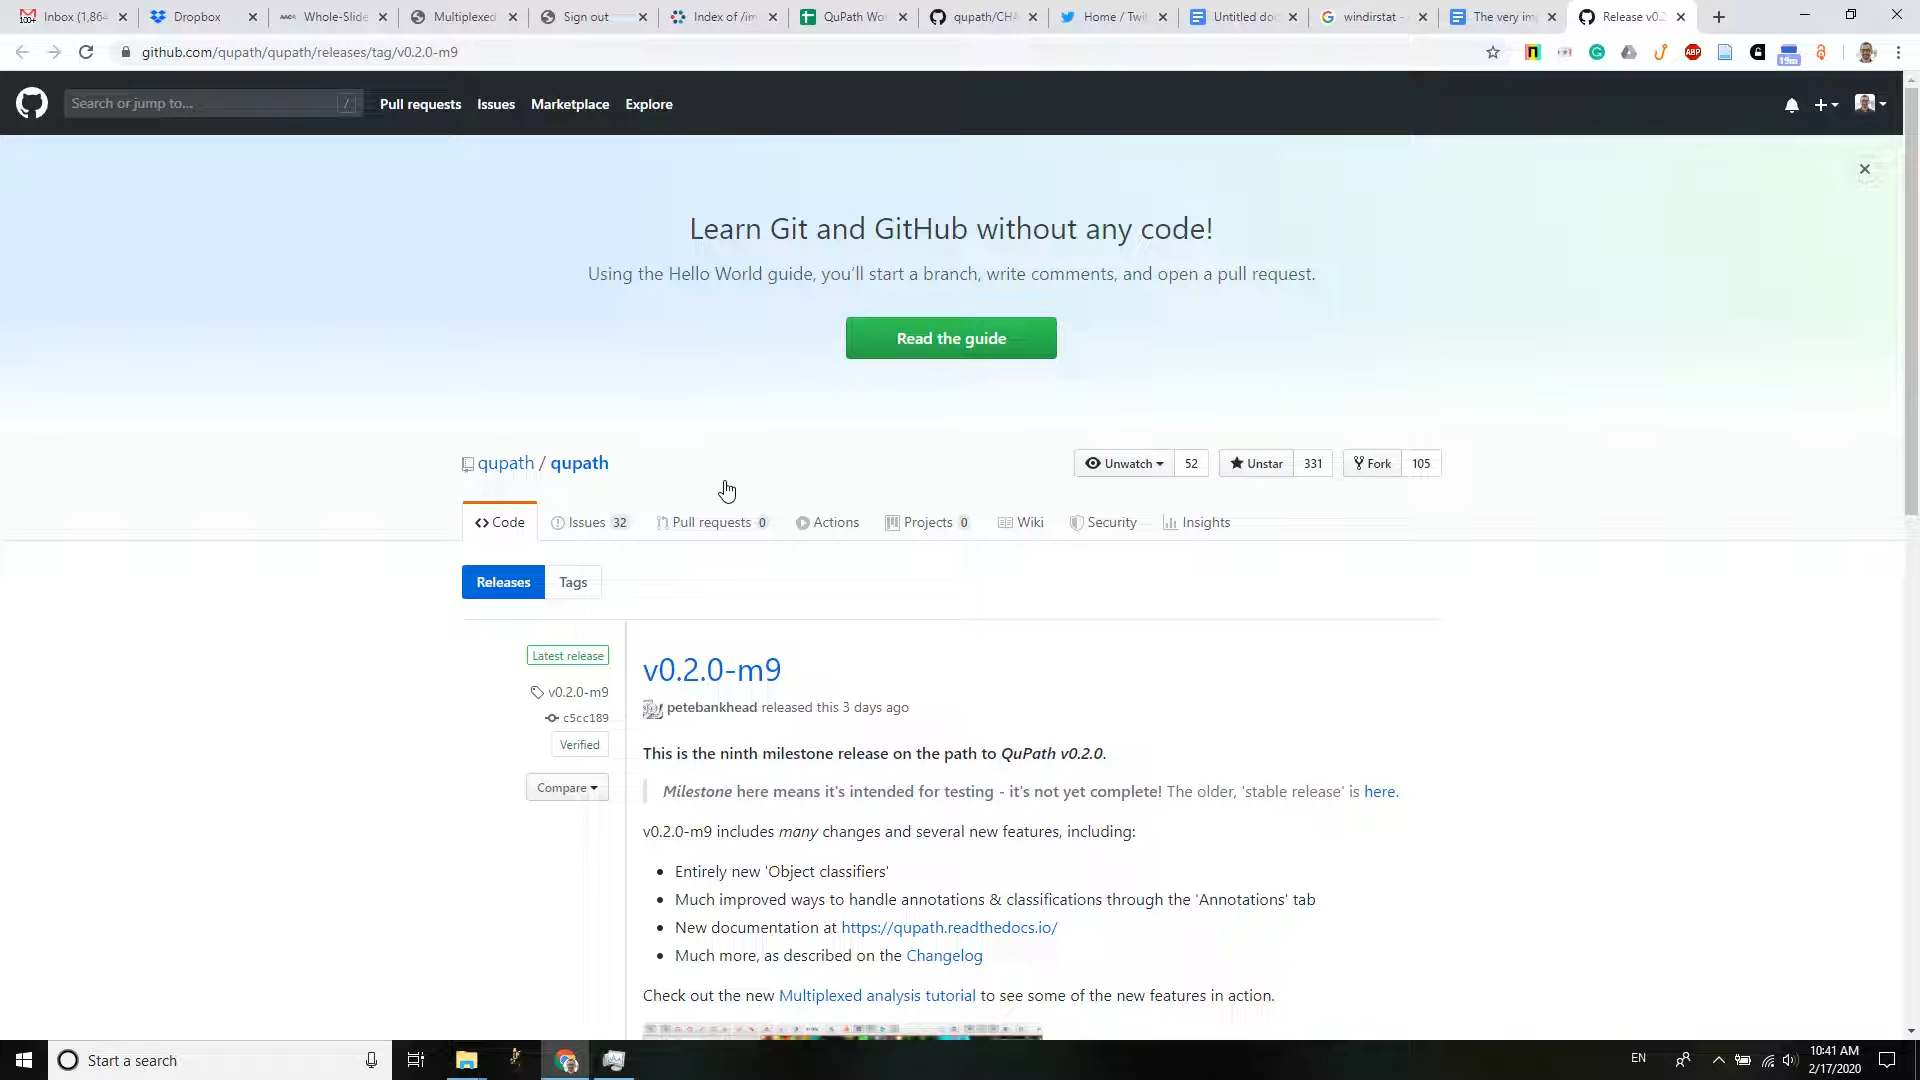 Inbox (1,864
Dropbox
Whole-Slide
Multiplexed
Sign out
Index of /im
QuPath Wo
qupath/CHA
Home / Twi
Untitled doc
windirstat -
The very im
Release v0.2
github.com/qupath/qupath/releases/tag/v0.2.0-m9
ABP
19m
Search or jump to...
/
Pull requests
Issues
Marketplace
Explore
Learn Git and GitHub without any code!
Using the Hello World guide, you’ll start a branch, write comments, and open a pull request.
Read the guide
qupath / qupath
Unwatch
52
Unstar
331
Fork
105
Code
Issues 32
Pull requests 0
Actions
Projects 0
Wiki
Security
Insights
Releases
Tags
Latest release
v0.2.0-m9
c5cc189
Verified
Compare
v0.2.0-m9
petebankhead released this 3 days ago
This is the ninth milestone release on the path to QuPath v0.2.0.
Milestone here means it's intended for testing - it's not yet complete! The older, 'stable release' is here.
v0.2.0-m9 includes many changes and several new features, including:
Entirely new 'Object classifiers'
Much improved ways to handle annotations & classifications through the 'Annotations' tab
New documentation at https://qupath.readthedocs.io/
Much more, as described on the Changelog
Check out the new Multiplexed analysis tutorial to see some of the new features in action.
Start a search
EN
10:41 AM
2/17/2020